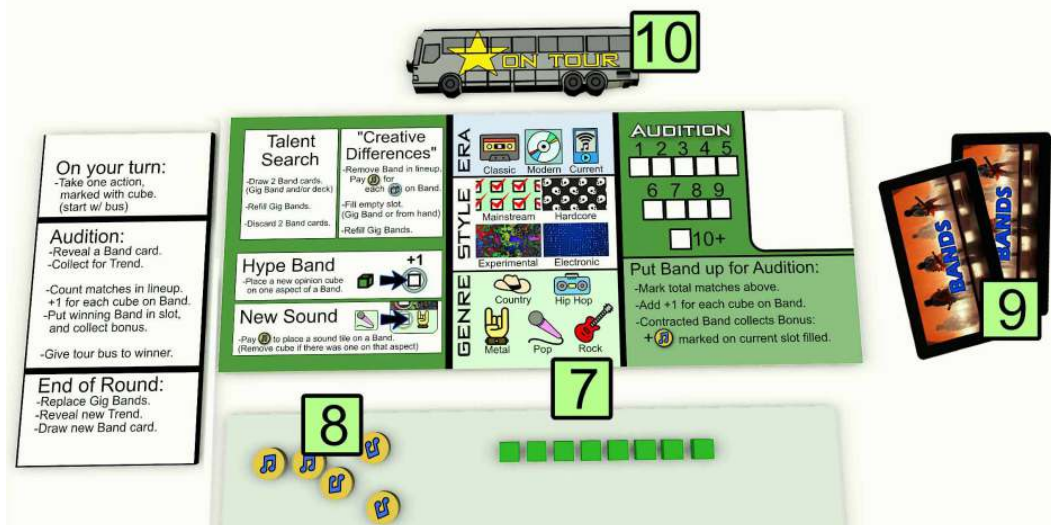 10
ON TOUR
On your turn:
-Take one action,
marked with cube.
(start w/ bus)
Audition:
-Reveal a Band card.
-Collect for Trend.
-Count matches in lineup.
+1 for each cube on Band.
-Put winning Band in slot,
and collect bonus.
-Give tour bus to winner.
End of Round:
-Replace Gig Bands.
-Reveal new Trend.
-Draw new Band card.
Talent
Search
-Draw 2 Band cards.
(Gig Band and/or deck)
-Refill Gig Bands.
-Discard 2 Band cards.
"Creative
Differences"
-Remove Band in lineup.
Pay for
each on Band.
-Fill empty slot.
(Gig Band or from hand)
-Refill Gig Bands.
Hype Band
-Place a new opinion cube
on one aspect of a Band.
+1
New Sound
-Pay to place a sound tile on a Band.
(Remove cube if there was one on that aspect)
ERA
Classic Modern Current
STYLE
Mainstream Hardcore
Experimental Electronic
GENRE
Country Hip Hop
Metal Pop Rock
AUDITION
1 2 3 4 5
6 7 8 9
10+
Put Band up for Audition:
-Mark total matches above.
-Add +1 for each cube on Band.
-Contracted Band collects Bonus:
+ marked on current slot filled.
BANDS
BANDS
9
7
8